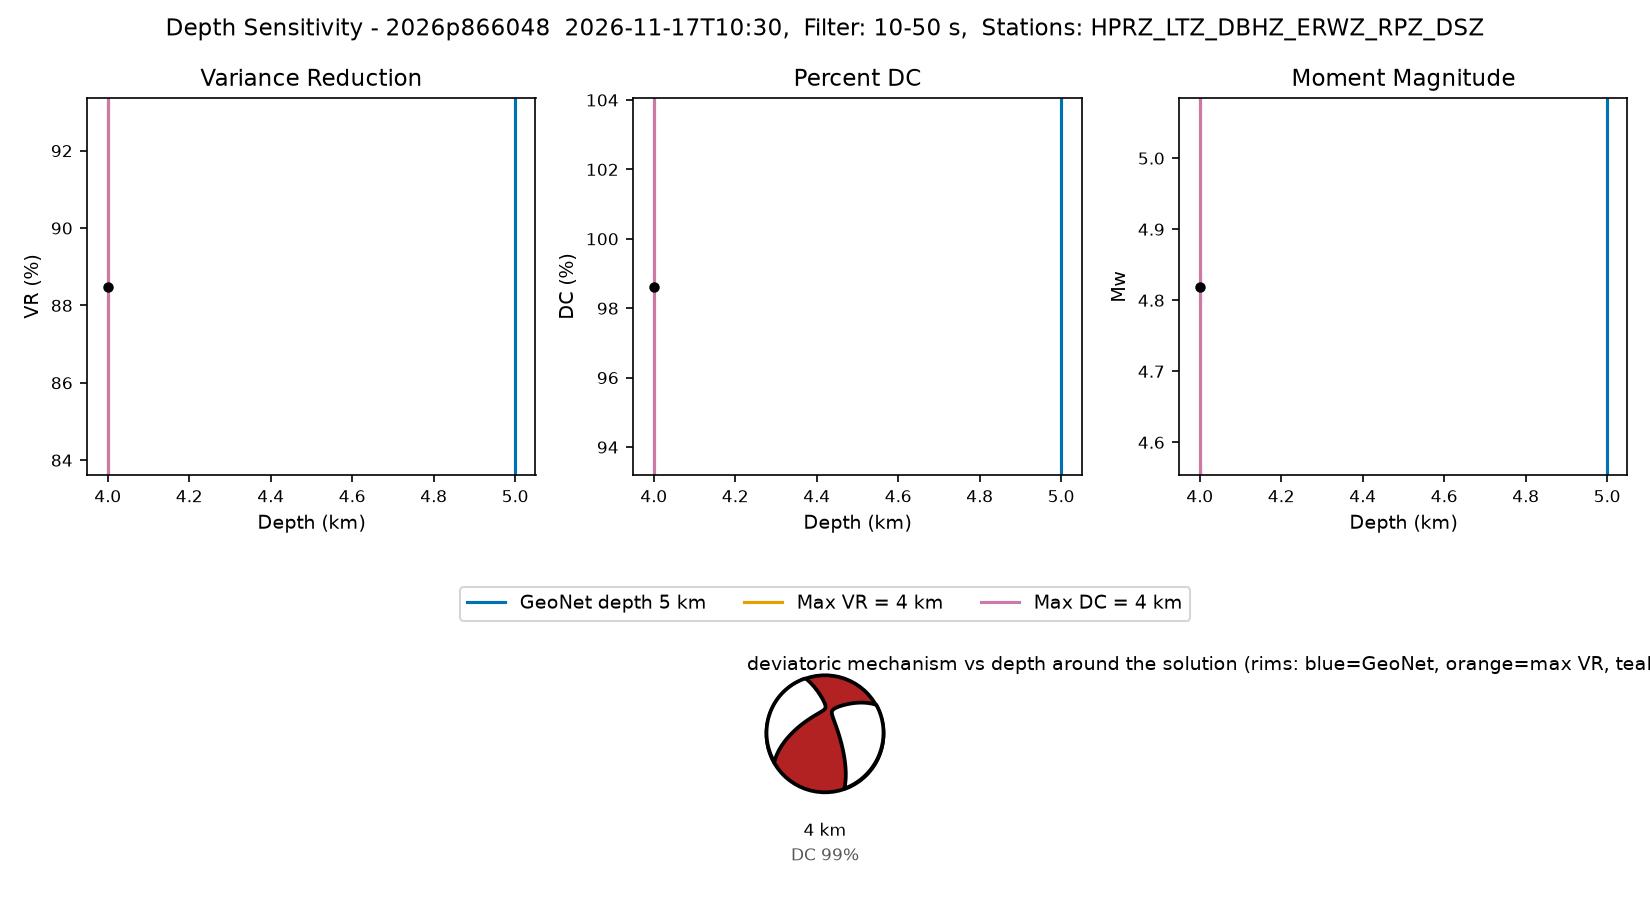 Depth Sensitivity - 2026p866048  2026-11-17T10:30,  Filter: 10-50 s,  Stations: HPRZ_LTZ_DBHZ_ERWZ_RPZ_DSZ
Variance Reduction
VR (%)
92
90
88
86
84
4.0 4.2 4.4 4.6 4.8 5.0
Depth (km)
Percent DC
DC (%)
104
102
100
98
96
94
4.0 4.2 4.4 4.6 4.8 5.0
Depth (km)
Moment Magnitude
Mw
5.0
4.9
4.8
4.7
4.6
4.0 4.2 4.4 4.6 4.8 5.0
Depth (km)
GeoNet depth 5 km
Max VR = 4 km
Max DC = 4 km
deviatoric mechanism vs depth around the solution (rims: blue=GeoNet, orange=max VR, teal
4 km
DC 99%